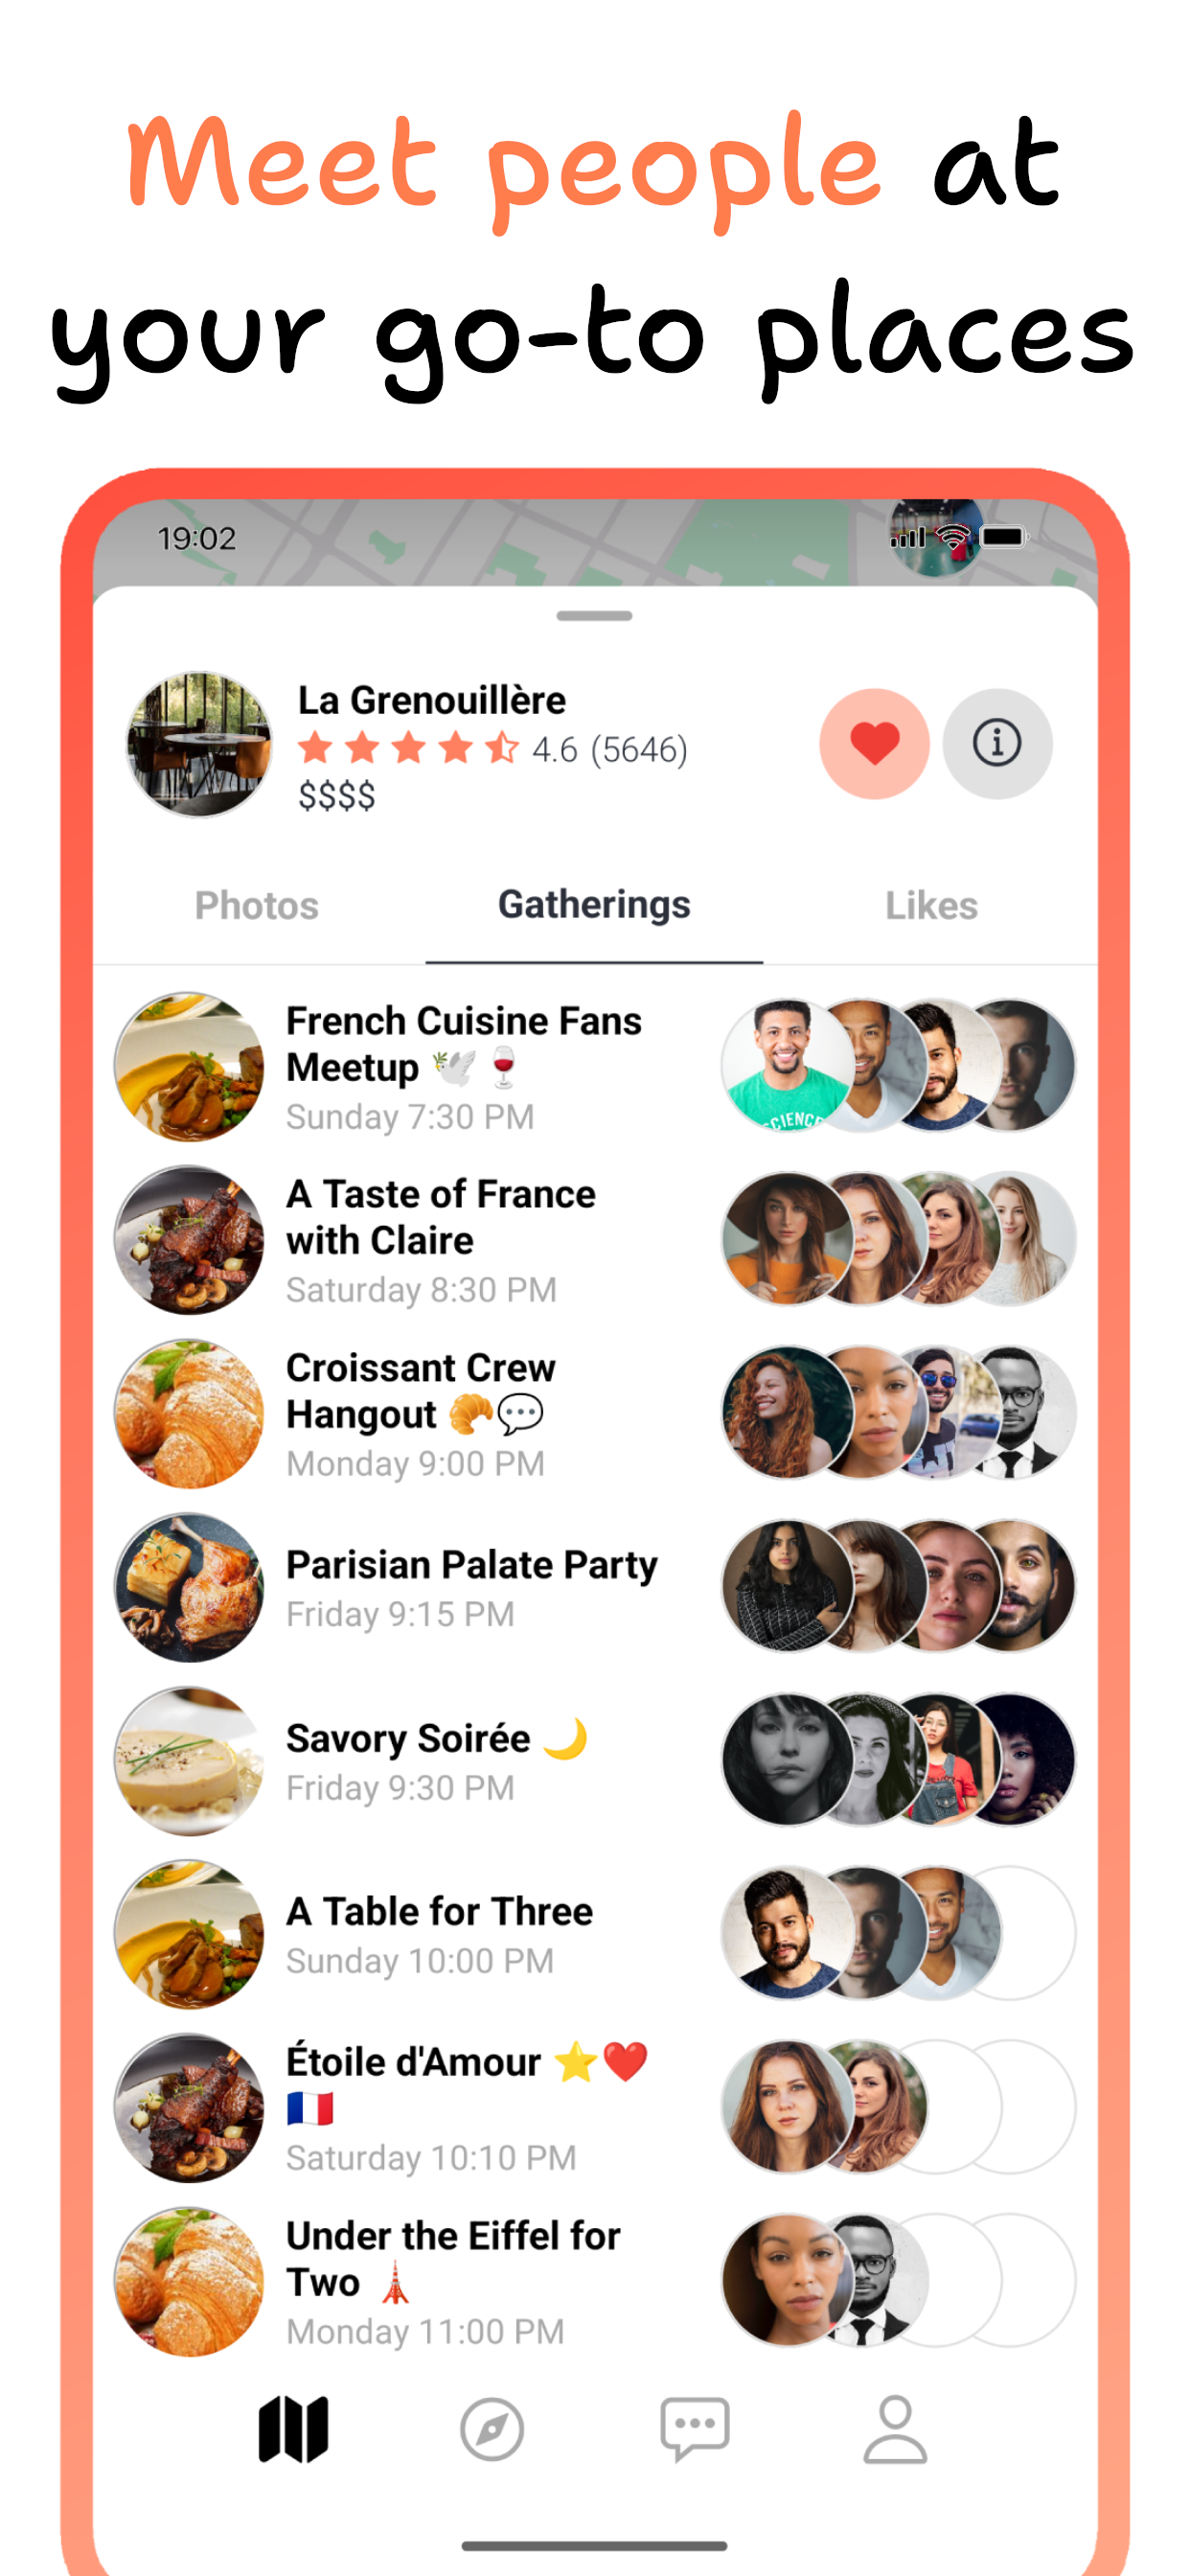 Meet people at
your go-to places
19:02
La Grenouillère
4.6 (5646)
$$$$
Photos Gatherings Likes
French Cuisine Fans
Meetup 🕊️🍷
Sunday 7:30 PM
SCIENCE
A Taste of France
with Claire
Saturday 8:30 PM
Croissant Crew
Hangout 🥐💬
Monday 9:00 PM
Parisian Palate Party
Friday 9:15 PM
Savory Soirée 🌙
Friday 9:30 PM
A Table for Three
Sunday 10:00 PM
Étoile d'Amour ⭐❤️
🇫🇷
Saturday 10:10 PM
Under the Eiffel for
Two 🗼
Monday 11:00 PM